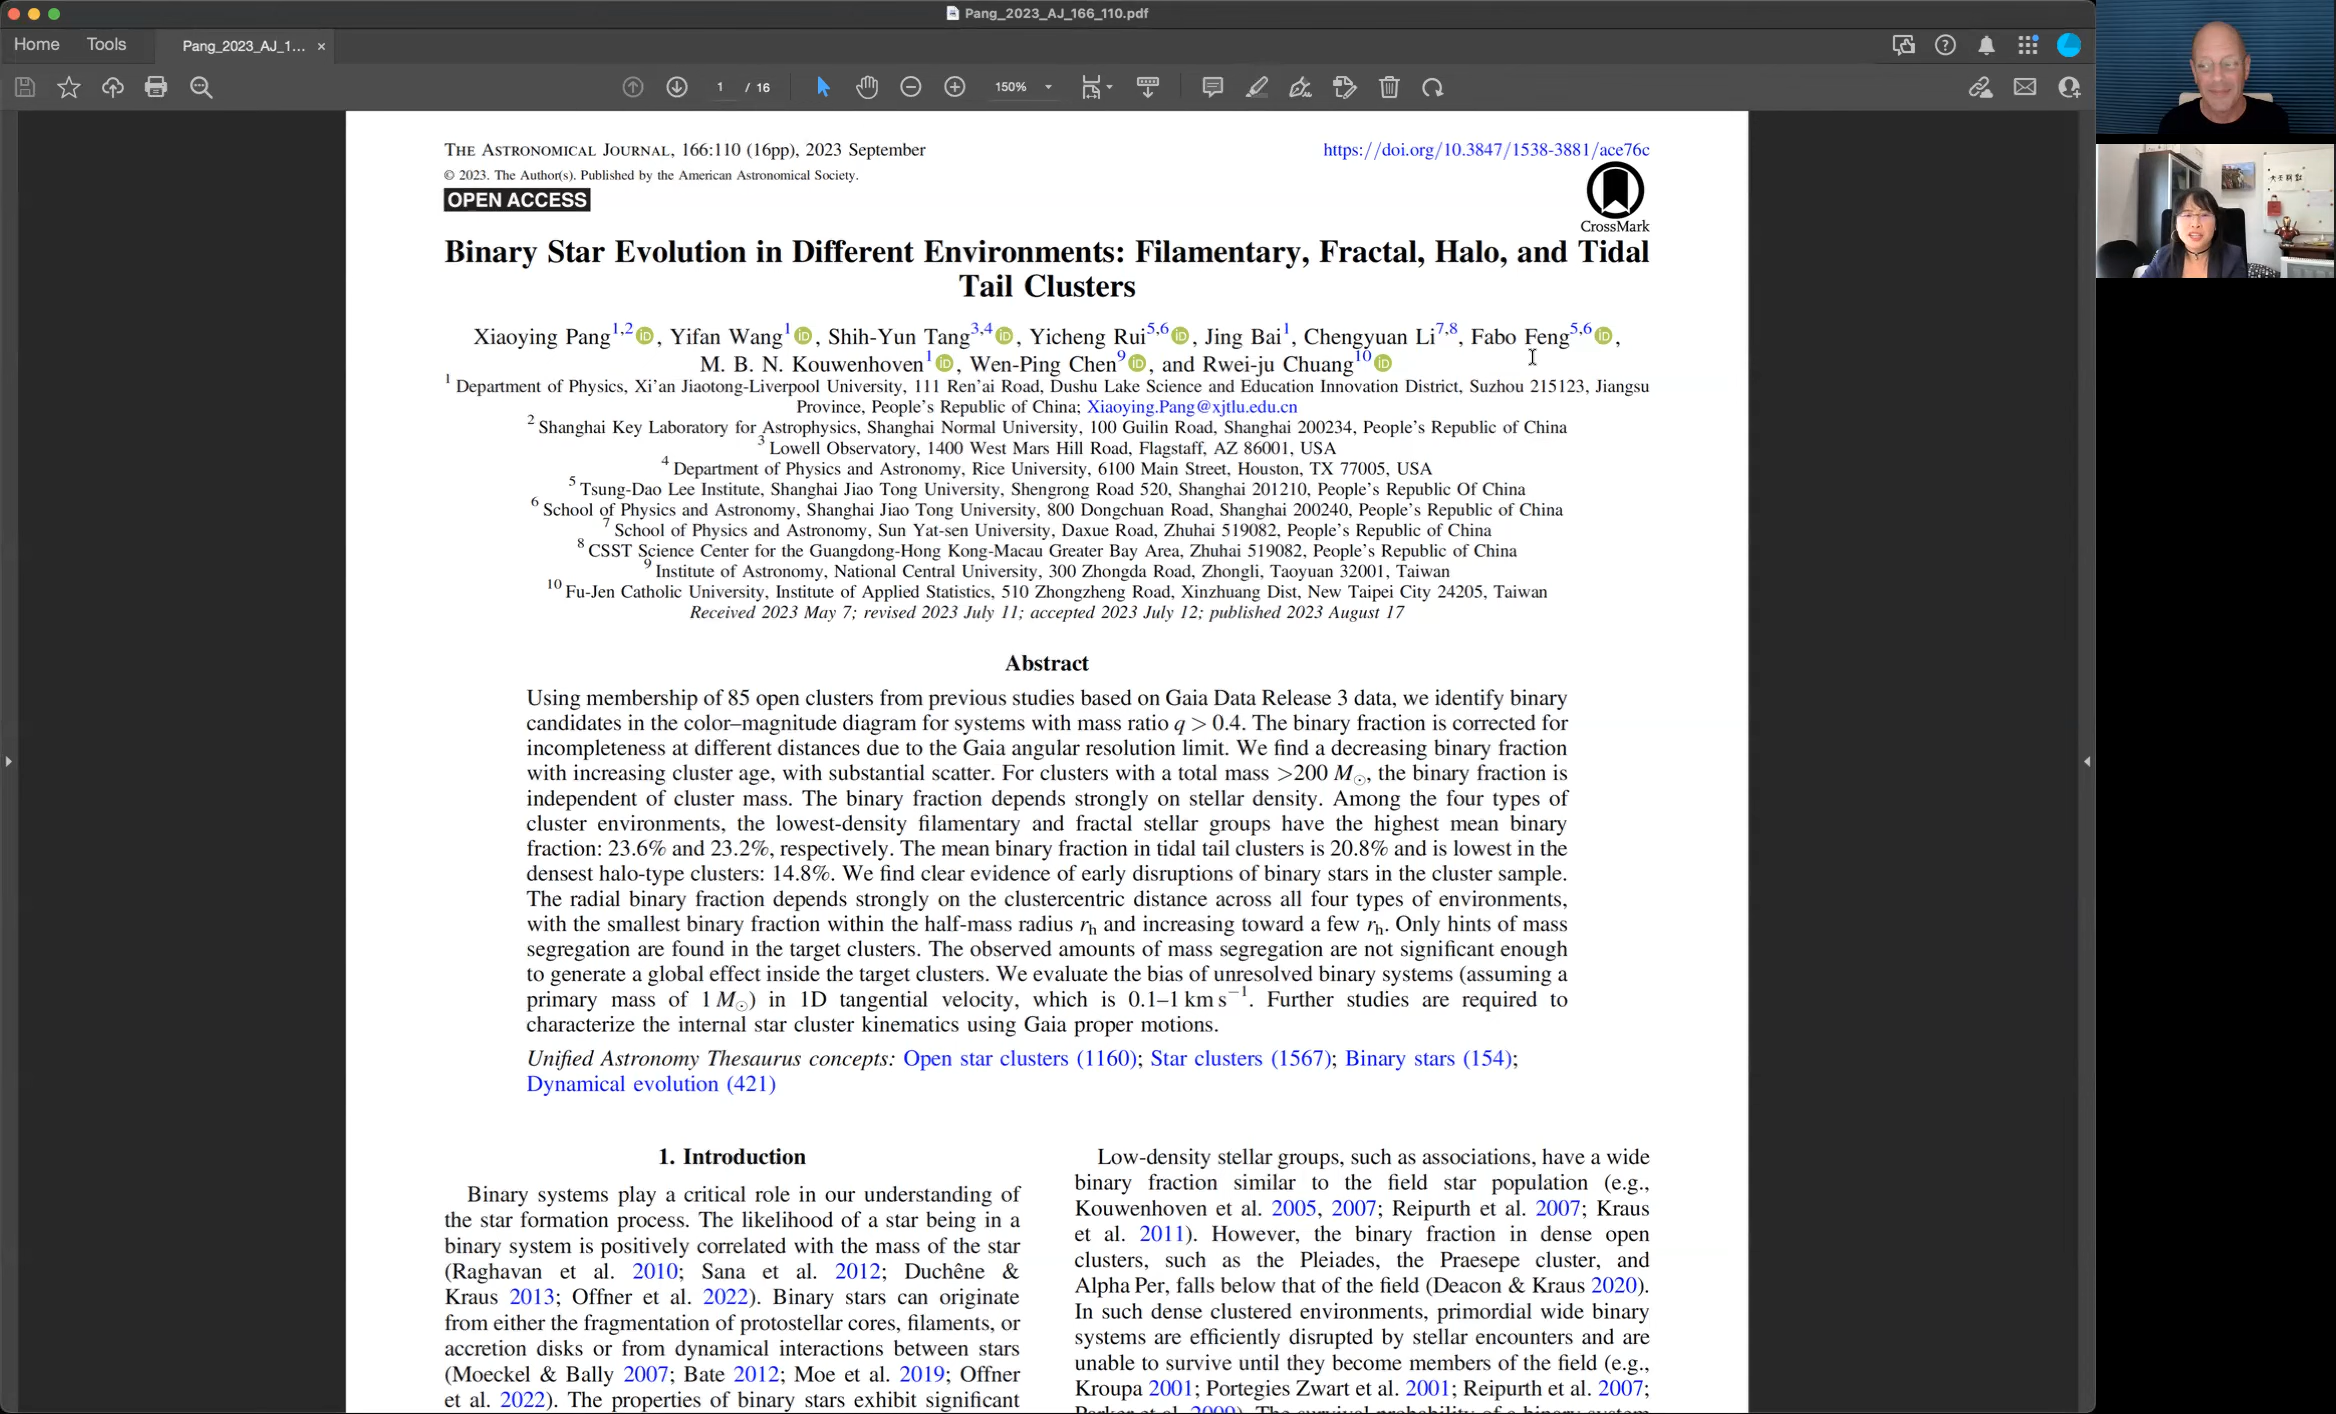 Pang_2023_AJ_166_110.pdf
Home Tools Pang_2023_AJ_1... ×
1 / 16 150%
THE ASTRONOMICAL JOURNAL, 166:110 (16pp), 2023 September https://doi.org/10.3847/1538-3881/ace76c
© 2023. The Author(s). Published by the American Astronomical Society.
OPEN ACCESS
CrossMark
Binary Star Evolution in Different Environments: Filamentary, Fractal, Halo, and Tidal
Tail Clusters
Xiaoying Pang1,2 iD, Yifan Wang1 iD, Shih-Yun Tang3,4 iD, Yicheng Rui5,6 iD, Jing Bai1, Chengyuan Li7,8, Fabo Feng5,6 iD,
M. B. N. Kouwenhoven1 iD, Wen-Ping Chen9 iD, and Rwei-ju Chuang10 iD
1 Department of Physics, Xi’an Jiaotong-Liverpool University, 111 Ren’ai Road, Dushu Lake Science and Education Innovation District, Suzhou 215123, Jiangsu
Province, People’s Republic of China; Xiaoying.Pang@xjtlu.edu.cn
2 Shanghai Key Laboratory for Astrophysics, Shanghai Normal University, 100 Guilin Road, Shanghai 200234, People’s Republic of China
3 Lowell Observatory, 1400 West Mars Hill Road, Flagstaff, AZ 86001, USA
4 Department of Physics and Astronomy, Rice University, 6100 Main Street, Houston, TX 77005, USA
5 Tsung-Dao Lee Institute, Shanghai Jiao Tong University, Shengrong Road 520, Shanghai 201210, People’s Republic Of China
6 School of Physics and Astronomy, Shanghai Jiao Tong University, 800 Dongchuan Road, Shanghai 200240, People’s Republic of China
7 School of Physics and Astronomy, Sun Yat-sen University, Daxue Road, Zhuhai 519082, People’s Republic of China
8 CSST Science Center for the Guangdong-Hong Kong-Macau Greater Bay Area, Zhuhai 519082, People’s Republic of China
9 Institute of Astronomy, National Central University, 300 Zhongda Road, Zhongli, Taoyuan 32001, Taiwan
10 Fu-Jen Catholic University, Institute of Applied Statistics, 510 Zhongzheng Road, Xinzhuang Dist, New Taipei City 24205, Taiwan
Received 2023 May 7; revised 2023 July 11; accepted 2023 July 12; published 2023 August 17
Abstract
Using membership of 85 open clusters from previous studies based on Gaia Data Release 3 data, we identify binary
candidates in the color–magnitude diagram for systems with mass ratio q > 0.4. The binary fraction is corrected for
incompleteness at different distances due to the Gaia angular resolution limit. We find a decreasing binary fraction
with increasing cluster age, with substantial scatter. For clusters with a total mass >200 M⊙, the binary fraction is
independent of cluster mass. The binary fraction depends strongly on stellar density. Among the four types of
cluster environments, the lowest-density filamentary and fractal stellar groups have the highest mean binary
fraction: 23.6% and 23.2%, respectively. The mean binary fraction in tidal tail clusters is 20.8% and is lowest in the
densest halo-type clusters: 14.8%. We find clear evidence of early disruptions of binary stars in the cluster sample.
The radial binary fraction depends strongly on the clustercentric distance across all four types of environments,
with the smallest binary fraction within the half-mass radius rh and increasing toward a few rh. Only hints of mass
segregation are found in the target clusters. The observed amounts of mass segregation are not significant enough
to generate a global effect inside the target clusters. We evaluate the bias of unresolved binary systems (assuming a
primary mass of 1 M⊙) in 1D tangential velocity, which is 0.1–1 km s−1. Further studies are required to
characterize the internal star cluster kinematics using Gaia proper motions.
Unified Astronomy Thesaurus concepts: Open star clusters (1160); Star clusters (1567); Binary stars (154);
Dynamical evolution (421)
1. Introduction
Binary systems play a critical role in our understanding of
the star formation process. The likelihood of a star being in a
binary system is positively correlated with the mass of the star
(Raghavan et al. 2010; Sana et al. 2012; Duchêne &
Kraus 2013; Offner et al. 2022). Binary stars can originate
from either the fragmentation of protostellar cores, filaments, or
accretion disks or from dynamical interactions between stars
(Moeckel & Bally 2007; Bate 2012; Moe et al. 2019; Offner
et al. 2022). The properties of binary stars exhibit significant
Low-density stellar groups, such as associations, have a wide
binary fraction similar to the field star population (e.g.,
Kouwenhoven et al. 2005, 2007; Reipurth et al. 2007; Kraus
et al. 2011). However, the binary fraction in dense open
clusters, such as the Pleiades, the Praesepe cluster, and
Alpha Per, falls below that of the field (Deacon & Kraus 2020).
In such dense clustered environments, primordial wide binary
systems are efficiently disrupted by stellar encounters and are
unable to survive until they become members of the field (e.g.,
Kroupa 2001; Portegies Zwart et al. 2001; Reipurth et al. 2007;
Parker et al. 2009). The survival probability of a binary system